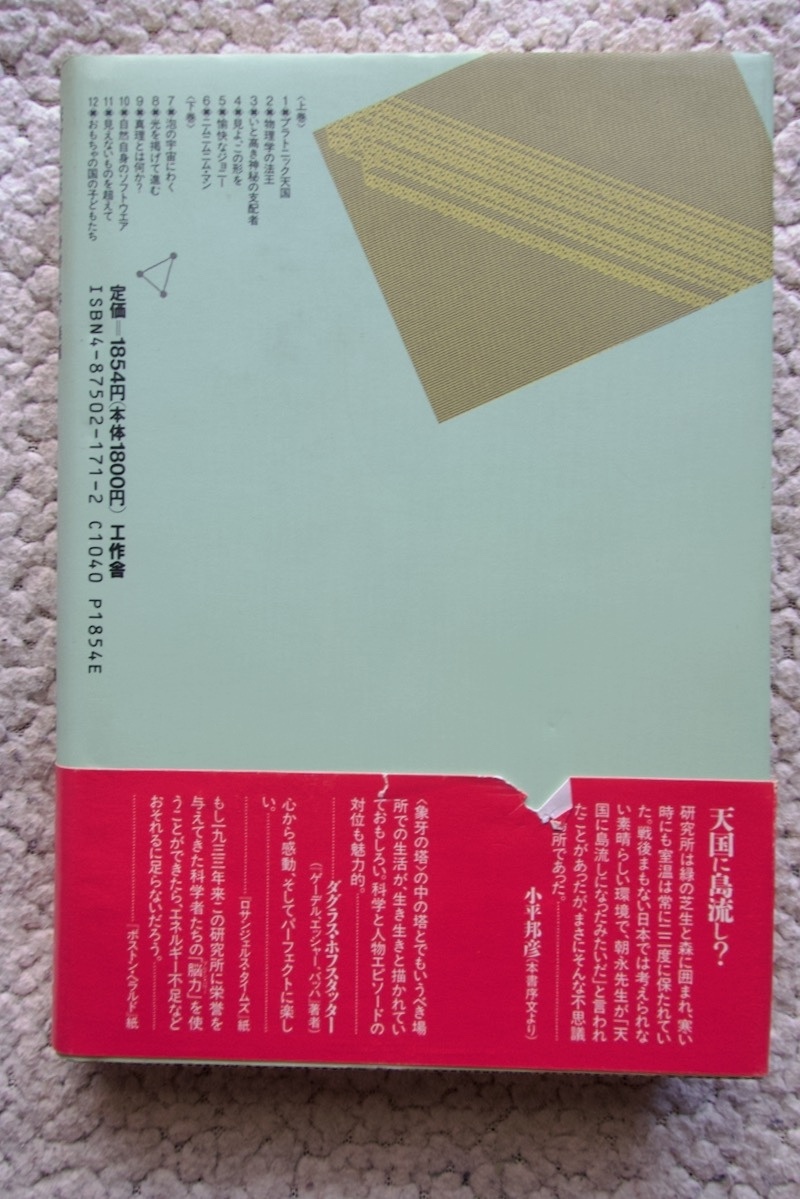 〈上巻〉
1✺プラトニック天国
2✺物理学の法王
3✺いと高き神秘の支配者
4✺見よ、この形を
5✺愉快なジョニー
6✺ニムニムニム・マン
〈下巻〉
7✺泡の宇宙にわく
8✺光を掲げて進む
9✺真理とは何か?
10✺自然自身のソフトウェア
11✺見えないものを超えて
12✺おもちゃの国の子どもたち
定価=1854円(本体1800円) 工作舎
ISBN4-87502-171-2 C1040 P1854E
天国に島流し?
研究所は緑の芝生と森に囲まれ、寒い
時にも室温は常に二二度に保たれてい
た。戦後まもない日本では考えられな
い素晴らしい環境で、朝永先生が「天
国に島流しになったみたいだ」と言われ
たことがあったが、まさにそんな不思議
所であった。
小平邦彦(本書序文より)
〈象牙の塔〉の中の塔とでもいうべき場
所での生活が、生き生きと描かれてい
ておもしろい。科学と人物エピソードの
対位も魅力的。
ダグラス・ホフスタッター
(『ゲーデル、エッシャー、バッハ』著者)
心から感動、そしてパーフェクトに楽し
い。
『ロサンジェルス・タイムズ』紙
もし一九三三年来この研究所に栄誉を
与えてきた科学者たちの「脳力」を使
うことができたら、エネルギー不足など
おそれるに足らないだろう。
『ボストン・ヘラルド』紙